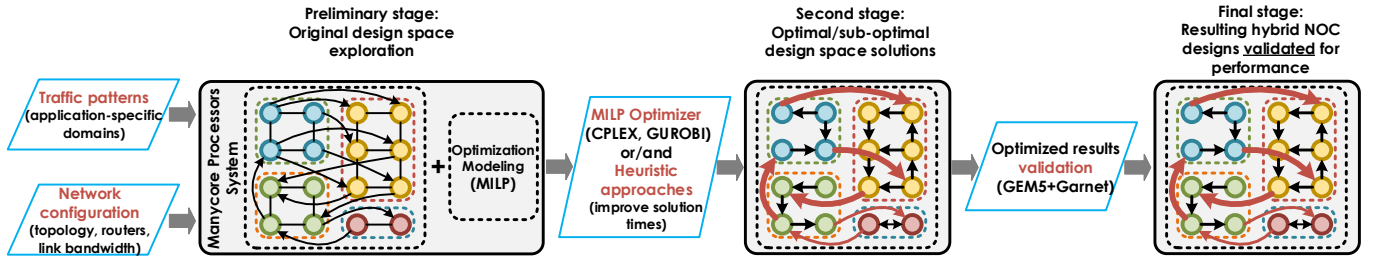 Preliminary stage:
Original design space
exploration
Second stage:
Optimal/sub-optimal
design space solutions
Final stage:
Resulting hybrid NOC
designs validated for
performance
Traffic patterns
(application-specific
domains)
Network
configuration
(topology, routers,
link bandwidth)
Manycore Processors
System
+
Optimization
Modeling
(MILP)
MILP Optimizer
(CPLEX, GUROBI)
or/and
Heuristic
approaches
(improve solution
times)
Optimized results
validation
(GEM5+Garnet)